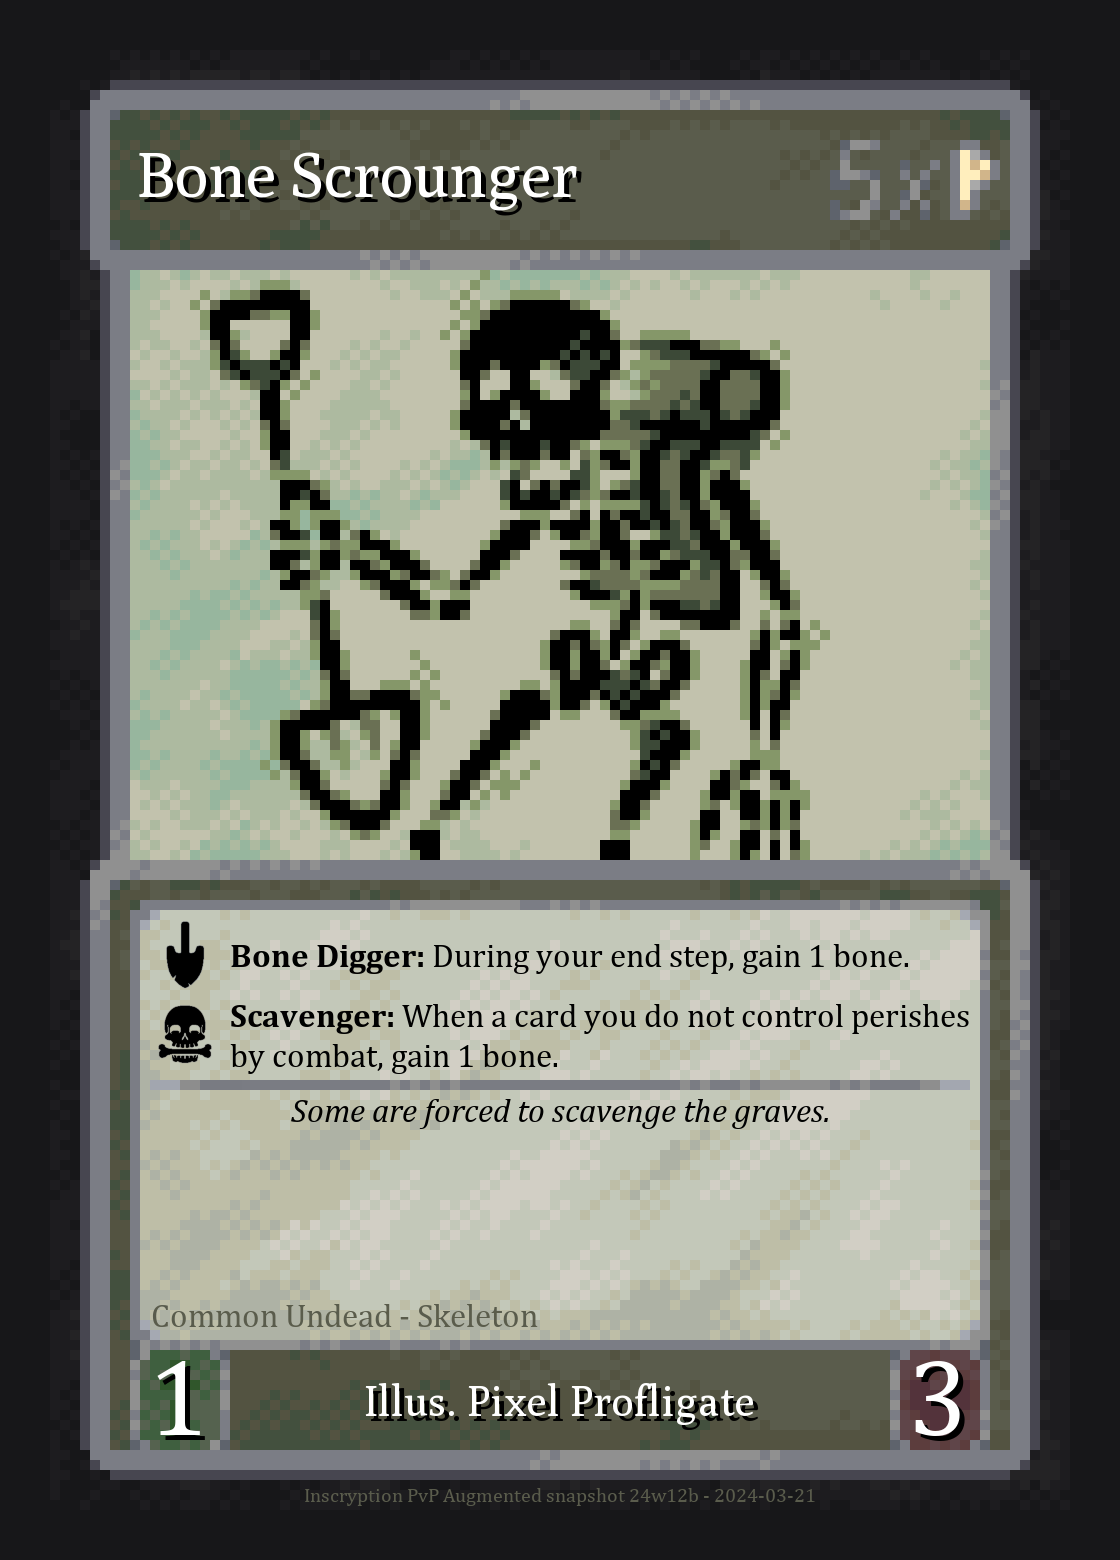 Bone Scrounger
5x
Bone Digger: During your end step, gain 1 bone.
Scavenger: When a card you do not control perishes
by combat, gain 1 bone.
Some are forced to scavenge the graves.
Common Undead - Skeleton
1
Illus. Pixel Profligate
3
Inscryption PvP Augmented snapshot 24w12b - 2024-03-21